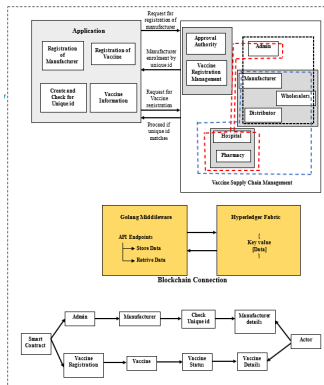 Request for
registration of
manufacturer
Application
Registration
of
Manufacturer
Registration of
Vaccine
Create and
Check for
Unique id
Vaccine
Information
Manufacturer
enrolment by
unique id
Request for
Vaccine
registration
Proceed if
unique id
matches
Approval
Authority
Vaccine
Registration
Management
Admin
Manufacturer
Wholesalers
Distributor
Hospital
Pharmacy
Vaccine Supply Chain Management
Golang Middleware
API Endpoints
Store Data
Retrive Data
Hyperledger Fabric
{
Key value
[Data]
}
Blockchain Connection
Smart
Contract
Admin
Manufacturer
Check
Unique id
Manufacturer
details
Actor
Vaccine
Registration
Vaccine
Vaccine
Status
Vaccine
Details